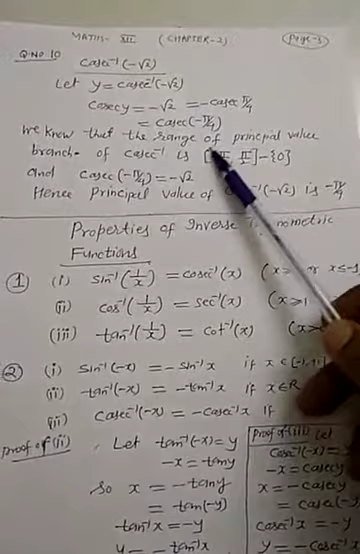 MATHS- XII (CHAPTER-2) Page-3
Q.NO 10
Cosec⁻¹(-√2)
Let y = cosec⁻¹(-√2)
Cosec y = -√2 = -cosec π/4
= cosec(-π/4)
We know that the range of principal value
branch of cosec⁻¹ is [ π/2]-{0}
and cosec(-π/4) = -√2
Hence Principal value of ⁻¹(-√2) is -π/4
Properties of Inverse
Functions
① (i) sin⁻¹(1/x) = cosec⁻¹(x) (x≥ or x≤-1
(ii) cos⁻¹(1/x) = sec⁻¹(x) (x≥1
(iii) tan⁻¹(1/x) = cot⁻¹(x) (x>
② (i) sin⁻¹(-x) = -sin⁻¹x if x∈[-1,1]
(ii) tan⁻¹(-x) = -tan⁻¹x if x∈R
(iii) Cosec⁻¹(-x) = -cosec⁻¹x if
Proof of (ii) Let tan⁻¹(-x) = y
-x = tan y
So x = -tan y
= tan(-y)
tan⁻¹x = -y
y = -tan⁻¹x
Proof of (iii) Let
Cosec⁻¹(-x) = y
-x = cosec y
x = -cosec y
= cosec(-y)
cosec⁻¹x = -y
y = -cosec⁻¹x